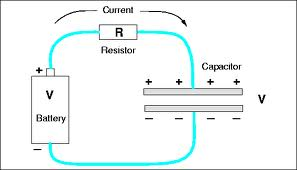 Current
R
Resistor
Capacitor
+ + + +
+
V
Battery
V
− − − −
−